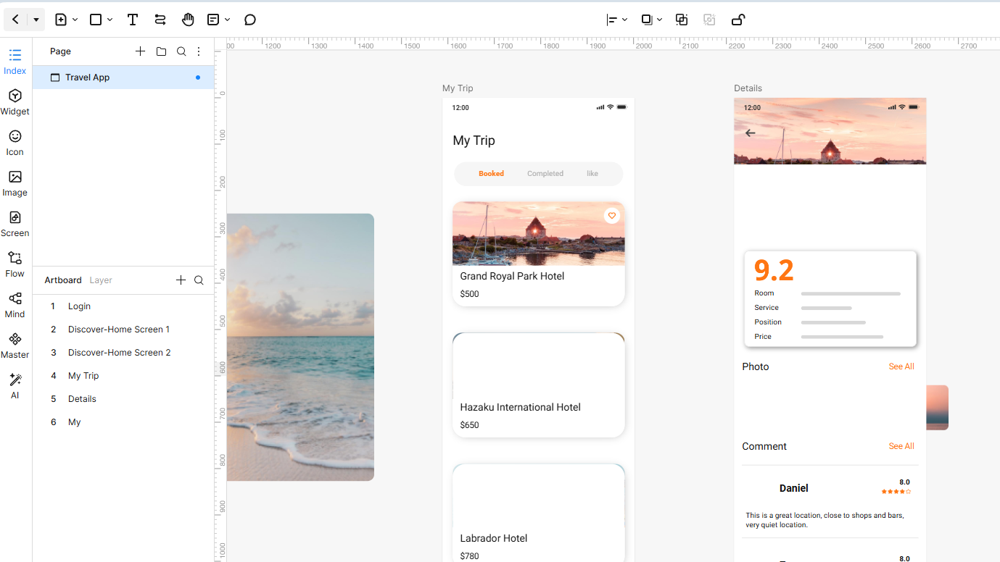 Page
Index
Travel App
Widget
Icon
Image
Screen
Flow
Mind
Master
AI
Artboard Layer
1 Login
2 Discover-Home Screen 1
3 Discover-Home Screen 2
4 My Trip
5 Details
6 My
00 1200 1300 1400 1500 1600 1700 1800 1900 2000 2100 2200 2300 2400 2500 2600 2700
0
100
200
300
400
500
600
700
800
900
1000
My Trip
12:00
My Trip
Booked Completed like
Grand Royal Park Hotel
$500
Hazaku International Hotel
$650
Labrador Hotel
$780
Details
12:00
9.2
Room
Service
Position
Price
Photo See All
Comment See All
Daniel 8.0
This is a great location, close to shops and bars,
very quiet location.
8.0